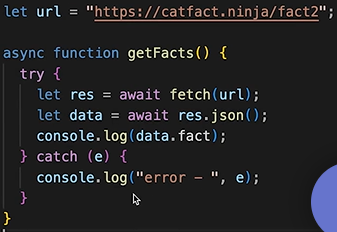 let url = "https://catfact.ninja/fact2";
async function getFacts() {
try {
let res = await fetch(url);
let data = await res.json();
console.log(data.fact);
} catch (e) {
console.log("error - ", e);
}
}